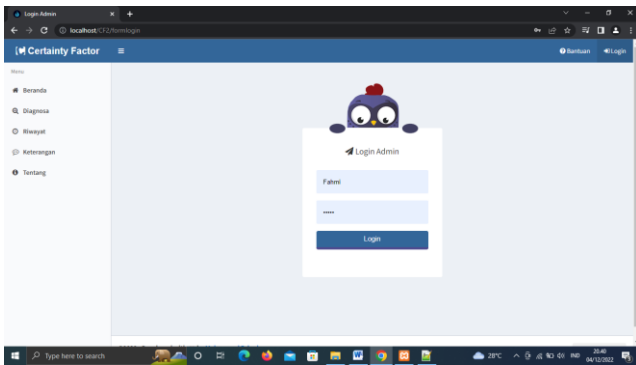 Login Admin
localhost/CF2/formlogin
Certainty Factor
Bantuan
Login
Menu
Beranda
Diagnosa
Riwayat
Keterangan
Tentang
Login Admin
Fahmi
•••••
Login
Type here to search
28°C
IND
20.40
04/12/2022